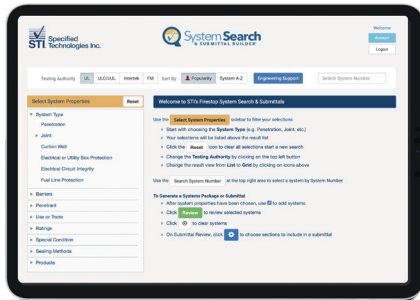 Specified
STI Technologies Inc.
System Search
& SUBMITTAL BUILDER
Welcome
Account
Logout
Testing Authority UL ULC/cUL Intertek FM Sort By Popularity System A-Z Engineering Support Search System Number
Select System Properties Reset
System Type
Penetration
Joint
Curtain Wall
Electrical or Utility Box Protection
Electrical Circuit Integrity
Fuel Line Protection
Barriers
Penetrant
Use or Trade
Ratings
Special Condition
Sealing Methods
Products
Welcome to STI's Firestop System Search & Submittals
Use the Select System Properties sidebar to filter your selections:
Start with choosing the System Type (e.g. Penetration, Joint, etc.)
Your selections will be listed above the result list
Click the Reset icon to clear all selections start a new search
Change the Testing Authority by clicking on the top left button
Change the result view from List to Grid by clicking on icons above
Use the Search System Number at the top right area to select a system by System Number
To Generate a Systems Package or Submittal
After system properties have been chosen, use to add systems
Click Review to review selected systems
Click to clear systems
On Submittal Review, click to choose sections to include in a submittal